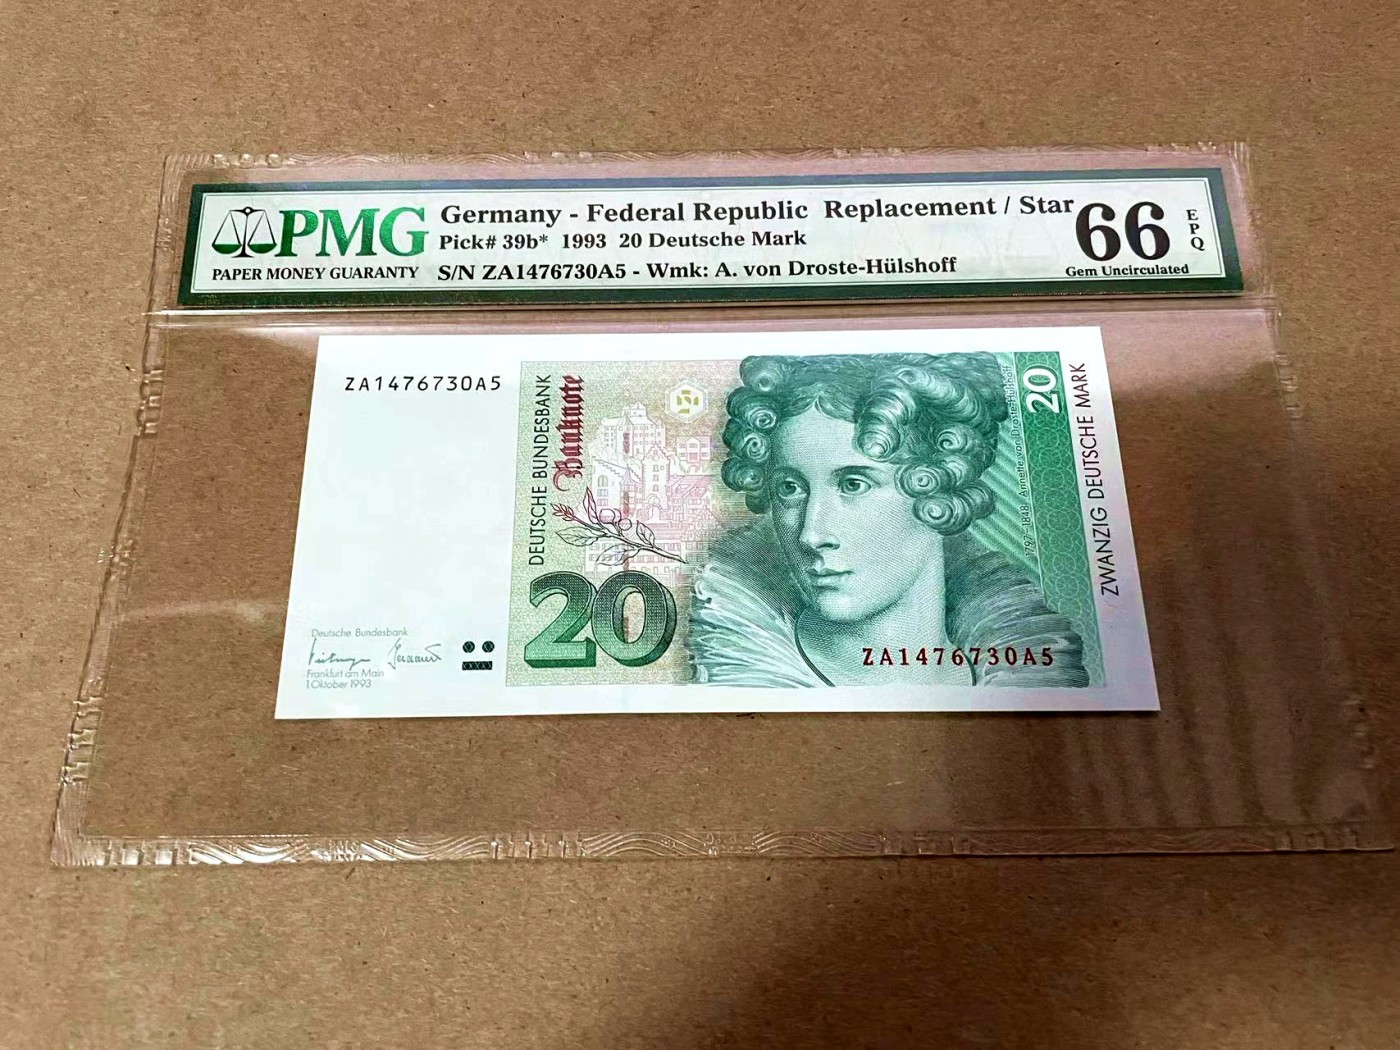 PMG
PAPER MONEY GUARANTY
Germany - Federal Republic Replacement / Star
Pick# 39b* 1993 20 Deutsche Mark
S/N ZA1476730A5 - Wmk: A. von Droste-Hülshoff
66
EPQ
Gem Uncirculated
ZA1476730A5
DEUTSCHE BUNDESBANK
Banknote
20
20
1797-1848 Annette von Droste-Hülshoff
ZWANZIG DEUTSCHE MARK
ZA1476730A5
Deutsche Bundesbank
Frankfurt am Main
1 Oktober 1993